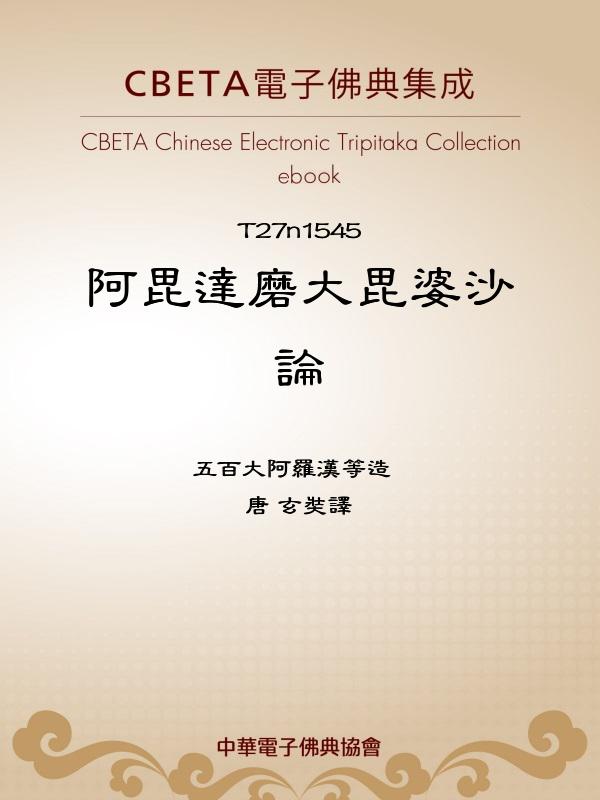 CBETA電子佛典集成
CBETA Chinese Electronic Tripitaka Collection
ebook
T27n1545
阿毘達磨大毘婆沙
論
五百大阿羅漢等造
唐 玄奘譯
中華電子佛典協會